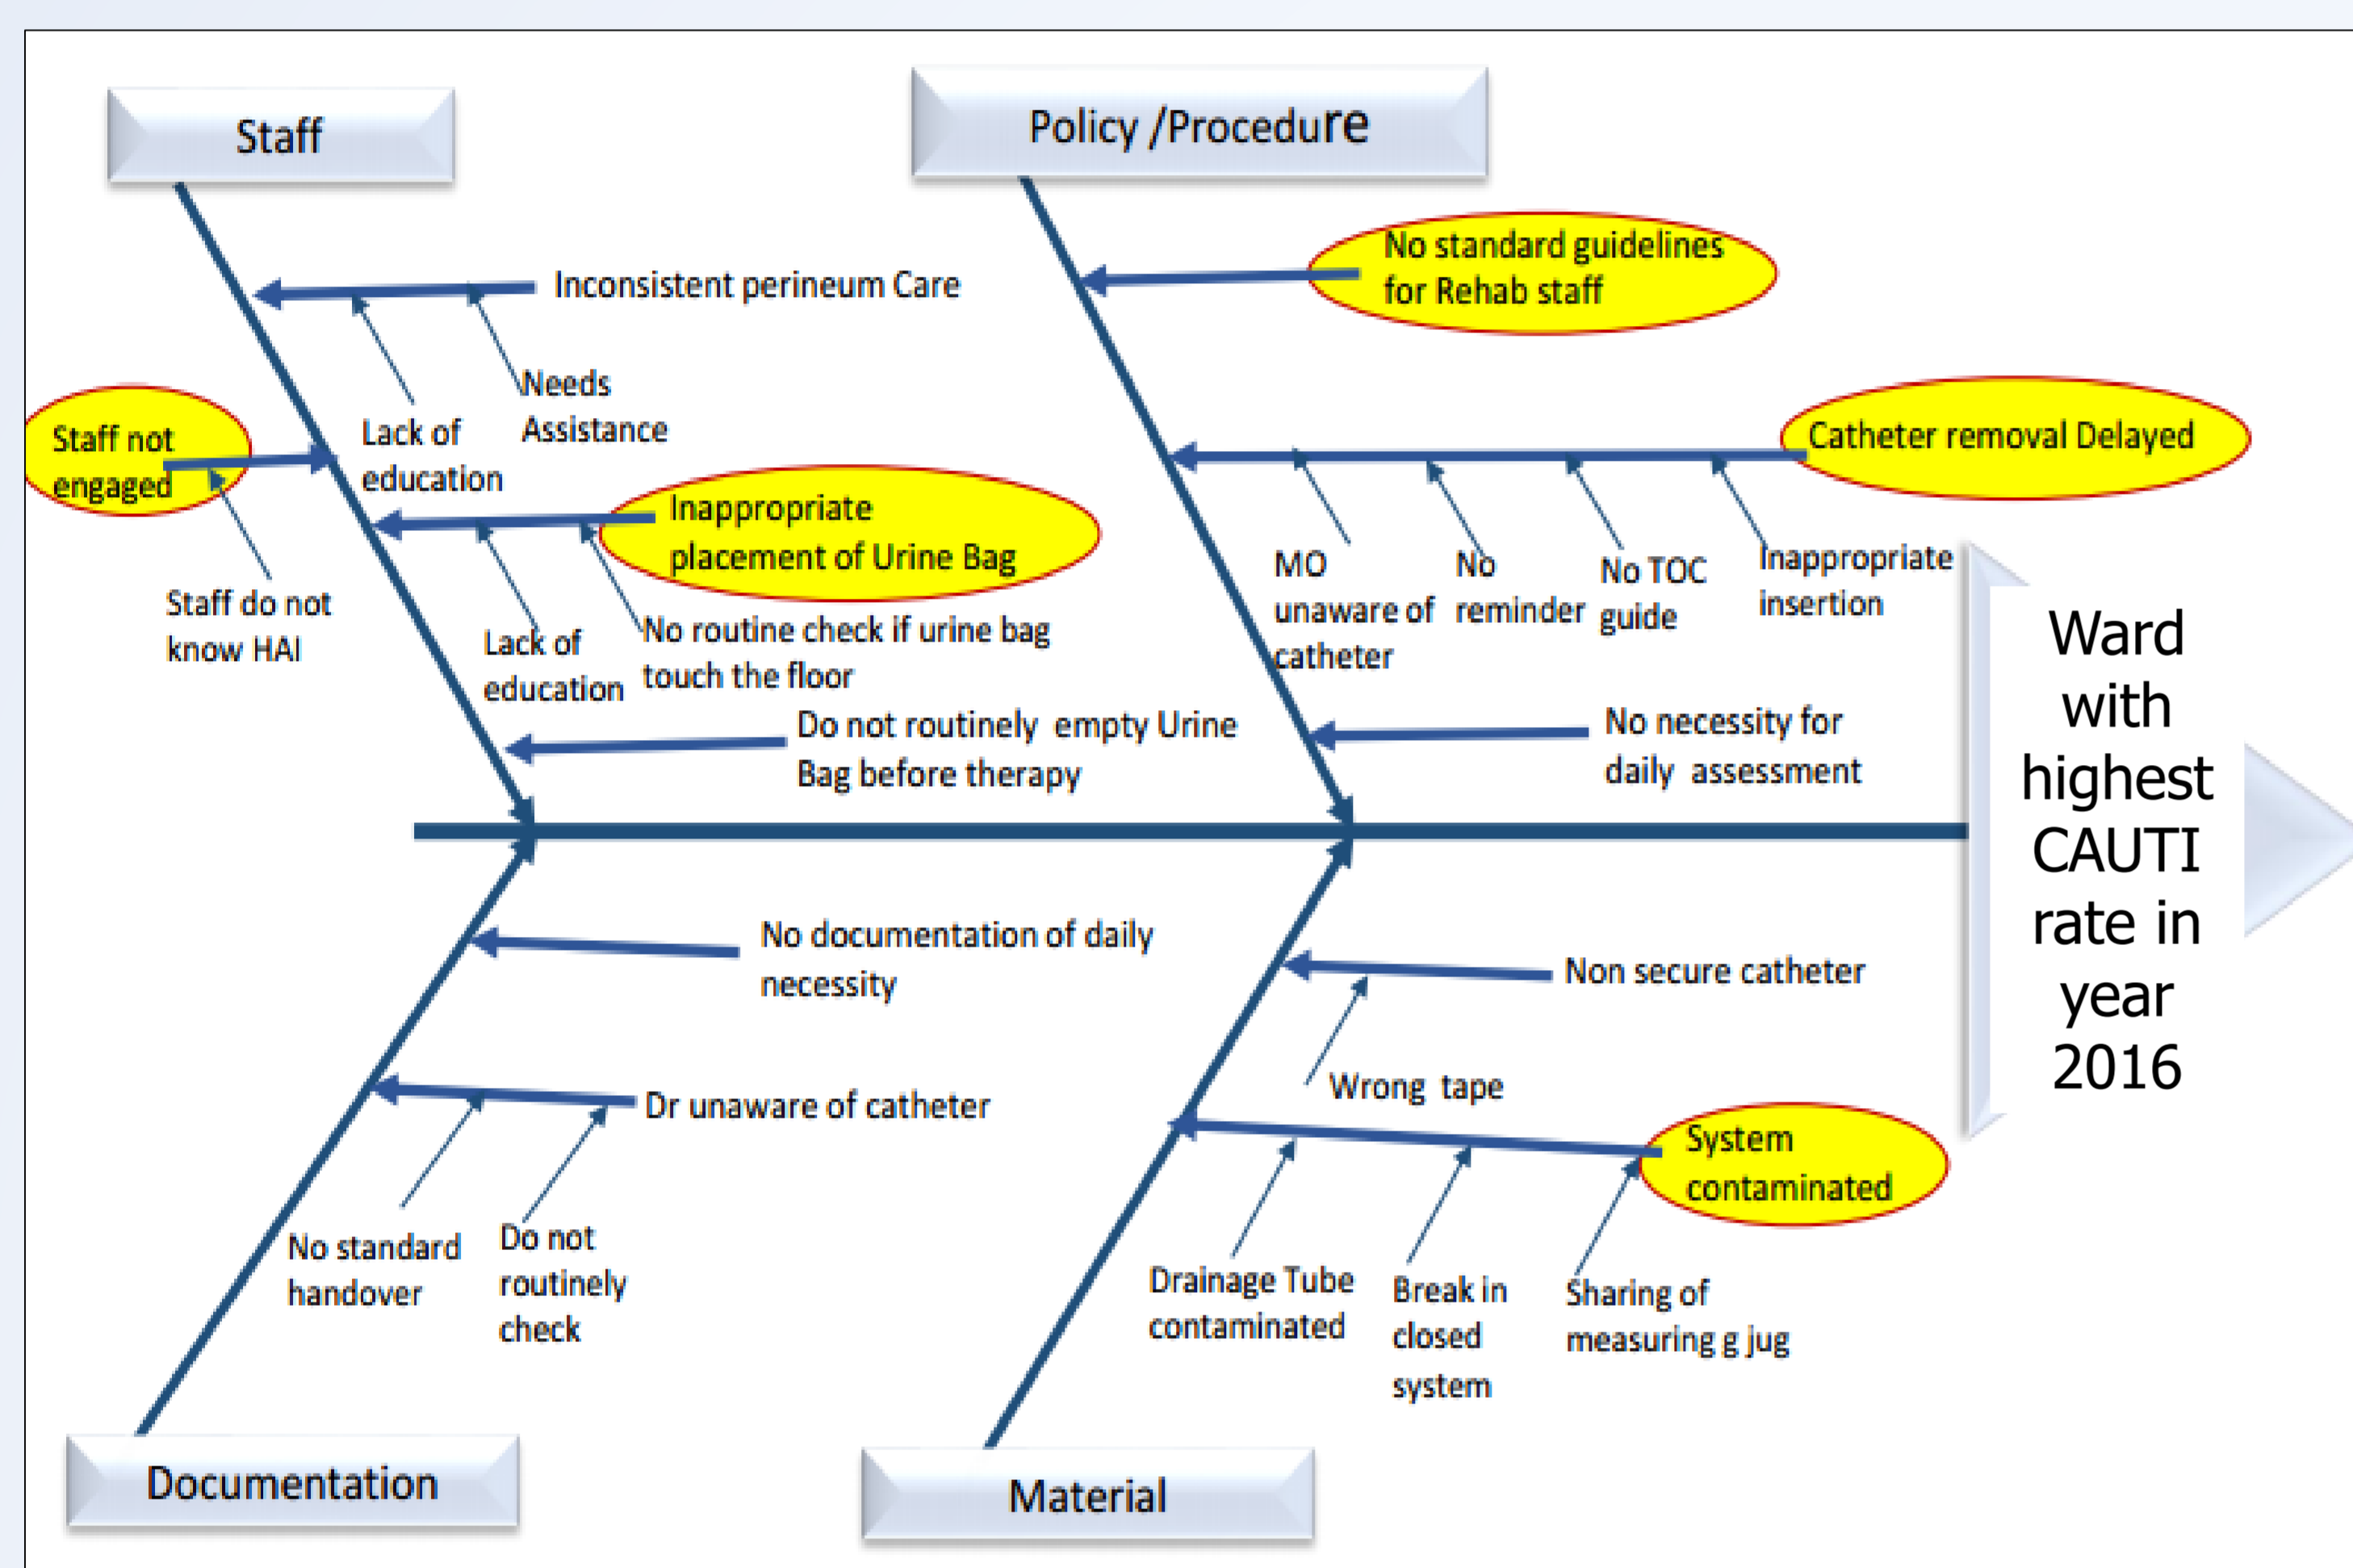 Staff
Policy /Procedure
Inconsistent perineum Care
Needs
Assistance
Lack of
education
Staff not
engaged
Staff do not
know HAI
Inappropriate
placement of Urine Bag
Lack of
education
No routine check if urine bag
touch the floor
Do not routinely empty Urine
Bag before therapy
No standard guidelines
for Rehab staff
Catheter removal Delayed
MO
unaware of
catheter
No
reminder
No TOC
guide
Inappropriate
insertion
No necessity for
daily assessment
Ward
with
highest
CAUTI
rate in
year
2016
No documentation of daily
necessity
Dr unaware of catheter
No standard
handover
Do not
routinely
check
Non secure catheter
Wrong tape
System
contaminated
Drainage Tube
contaminated
Break in
closed
system
Sharing of
measuring g jug
Documentation
Material